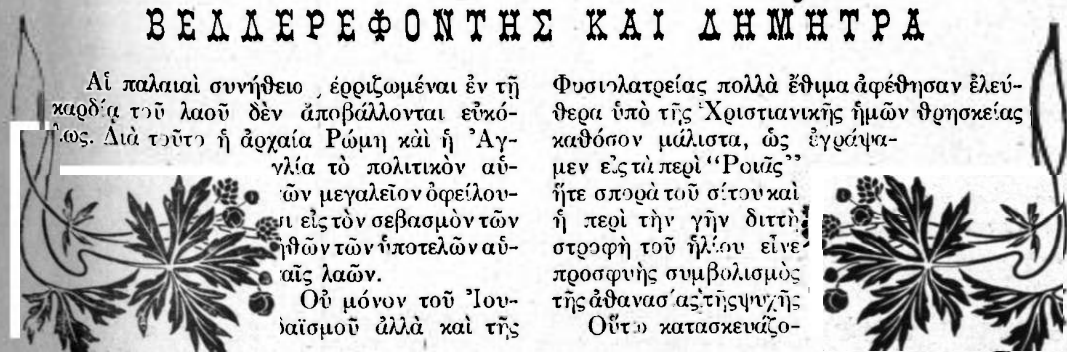 ΒΕΛΛΕΡΕΦΟΝΤΗΣ ΚΑΙ ΔΗΜΗΤΡΑ
Αἱ παλαιαὶ συνήθειο , ἐρριζωμέναι ἐν τῇ
καρδίᾳ τοῦ λαοῦ δὲν ἀποβάλλονται εὐκό-
λως. Διὰ τοῦτο ἡ ἀρχαία Ρώμη καὶ ἡ Ἀγ-
γλία τὸ πολιτικὸν αὑ-
τῶν μεγαλεῖον ὀφείλου-
σι εἰς τὸν σεβασμὸν τῶν
ἠθῶν τῶν ὑποτελῶν αὐ-
ταῖς λαῶν.
Οὐ μόνον τοῦ Ἰου-
δαϊσμοῦ ἀλλὰ καὶ τῆς
Φυσιολατρείας πολλὰ ἔθιμα ἀφέθησαν ἐλεύ-
θερα ὑπὸ τῆς Χριστιανικῆς ἡμῶν θρησκείας
καθόσον μάλιστα, ὡς ἐγράψα-
μεν εἰς τὰ περὶ "Ροιᾶς"
ἥτε σπορὰ τοῦ σίτου καὶ
ἡ περὶ τὴν γῆν διττὴ
στροφὴ τοῦ ἡλίου εἶνε
προσφυὴς συμβολισμὸς
τῆς ἀθανασίας τῆς ψυχῆς
Οὕτω κατασκευάζο-